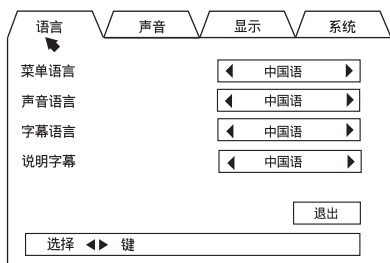 语言 声音 显示 系统
菜单语言 ◀ 中国语 ▶
声音语言 ◀ 中国语 ▶
字幕语言 ◀ 中国语 ▶
说明字幕 ◀ 中国语 ▶
退出
选择 ◀▶ 键